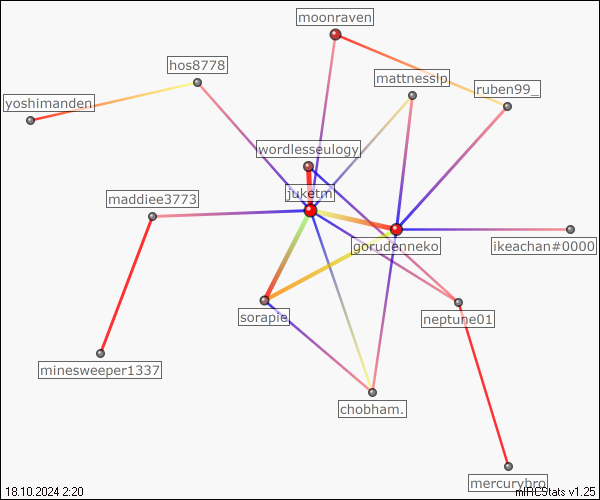 moonraven
hos8778
mattnesslp
ruben99_
yoshimanden
wordlesseulogy
juketm
maddiee3773
gorudenneko
ikeachan#0000
sorapie
neptune01
minesweeper1337
chobham.
mercurybro
18.10.2024 2:20
mIRCStats v1.25